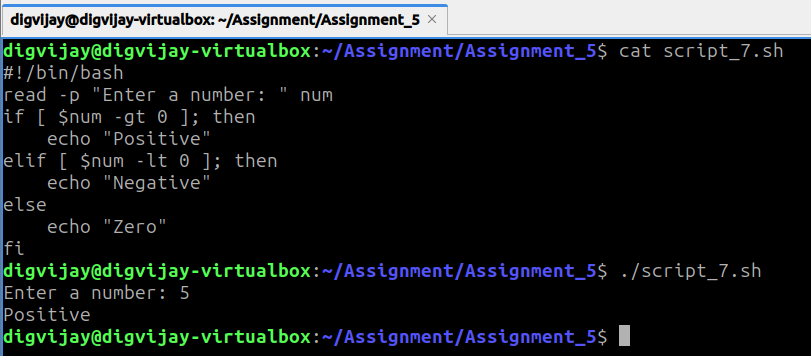 digvijay@digvijay-virtualbox: ~/Assignment/Assignment_5 ×
digvijay@digvijay-virtualbox:~/Assignment/Assignment_5$ cat script_7.sh
#!/bin/bash
read -p "Enter a number: " num
if [ $num -gt 0 ]; then
    echo "Positive"
elif [ $num -lt 0 ]; then
    echo "Negative"
else
    echo "Zero"
fi
digvijay@digvijay-virtualbox:~/Assignment/Assignment_5$ ./script_7.sh
Enter a number: 5
Positive
digvijay@digvijay-virtualbox:~/Assignment/Assignment_5$